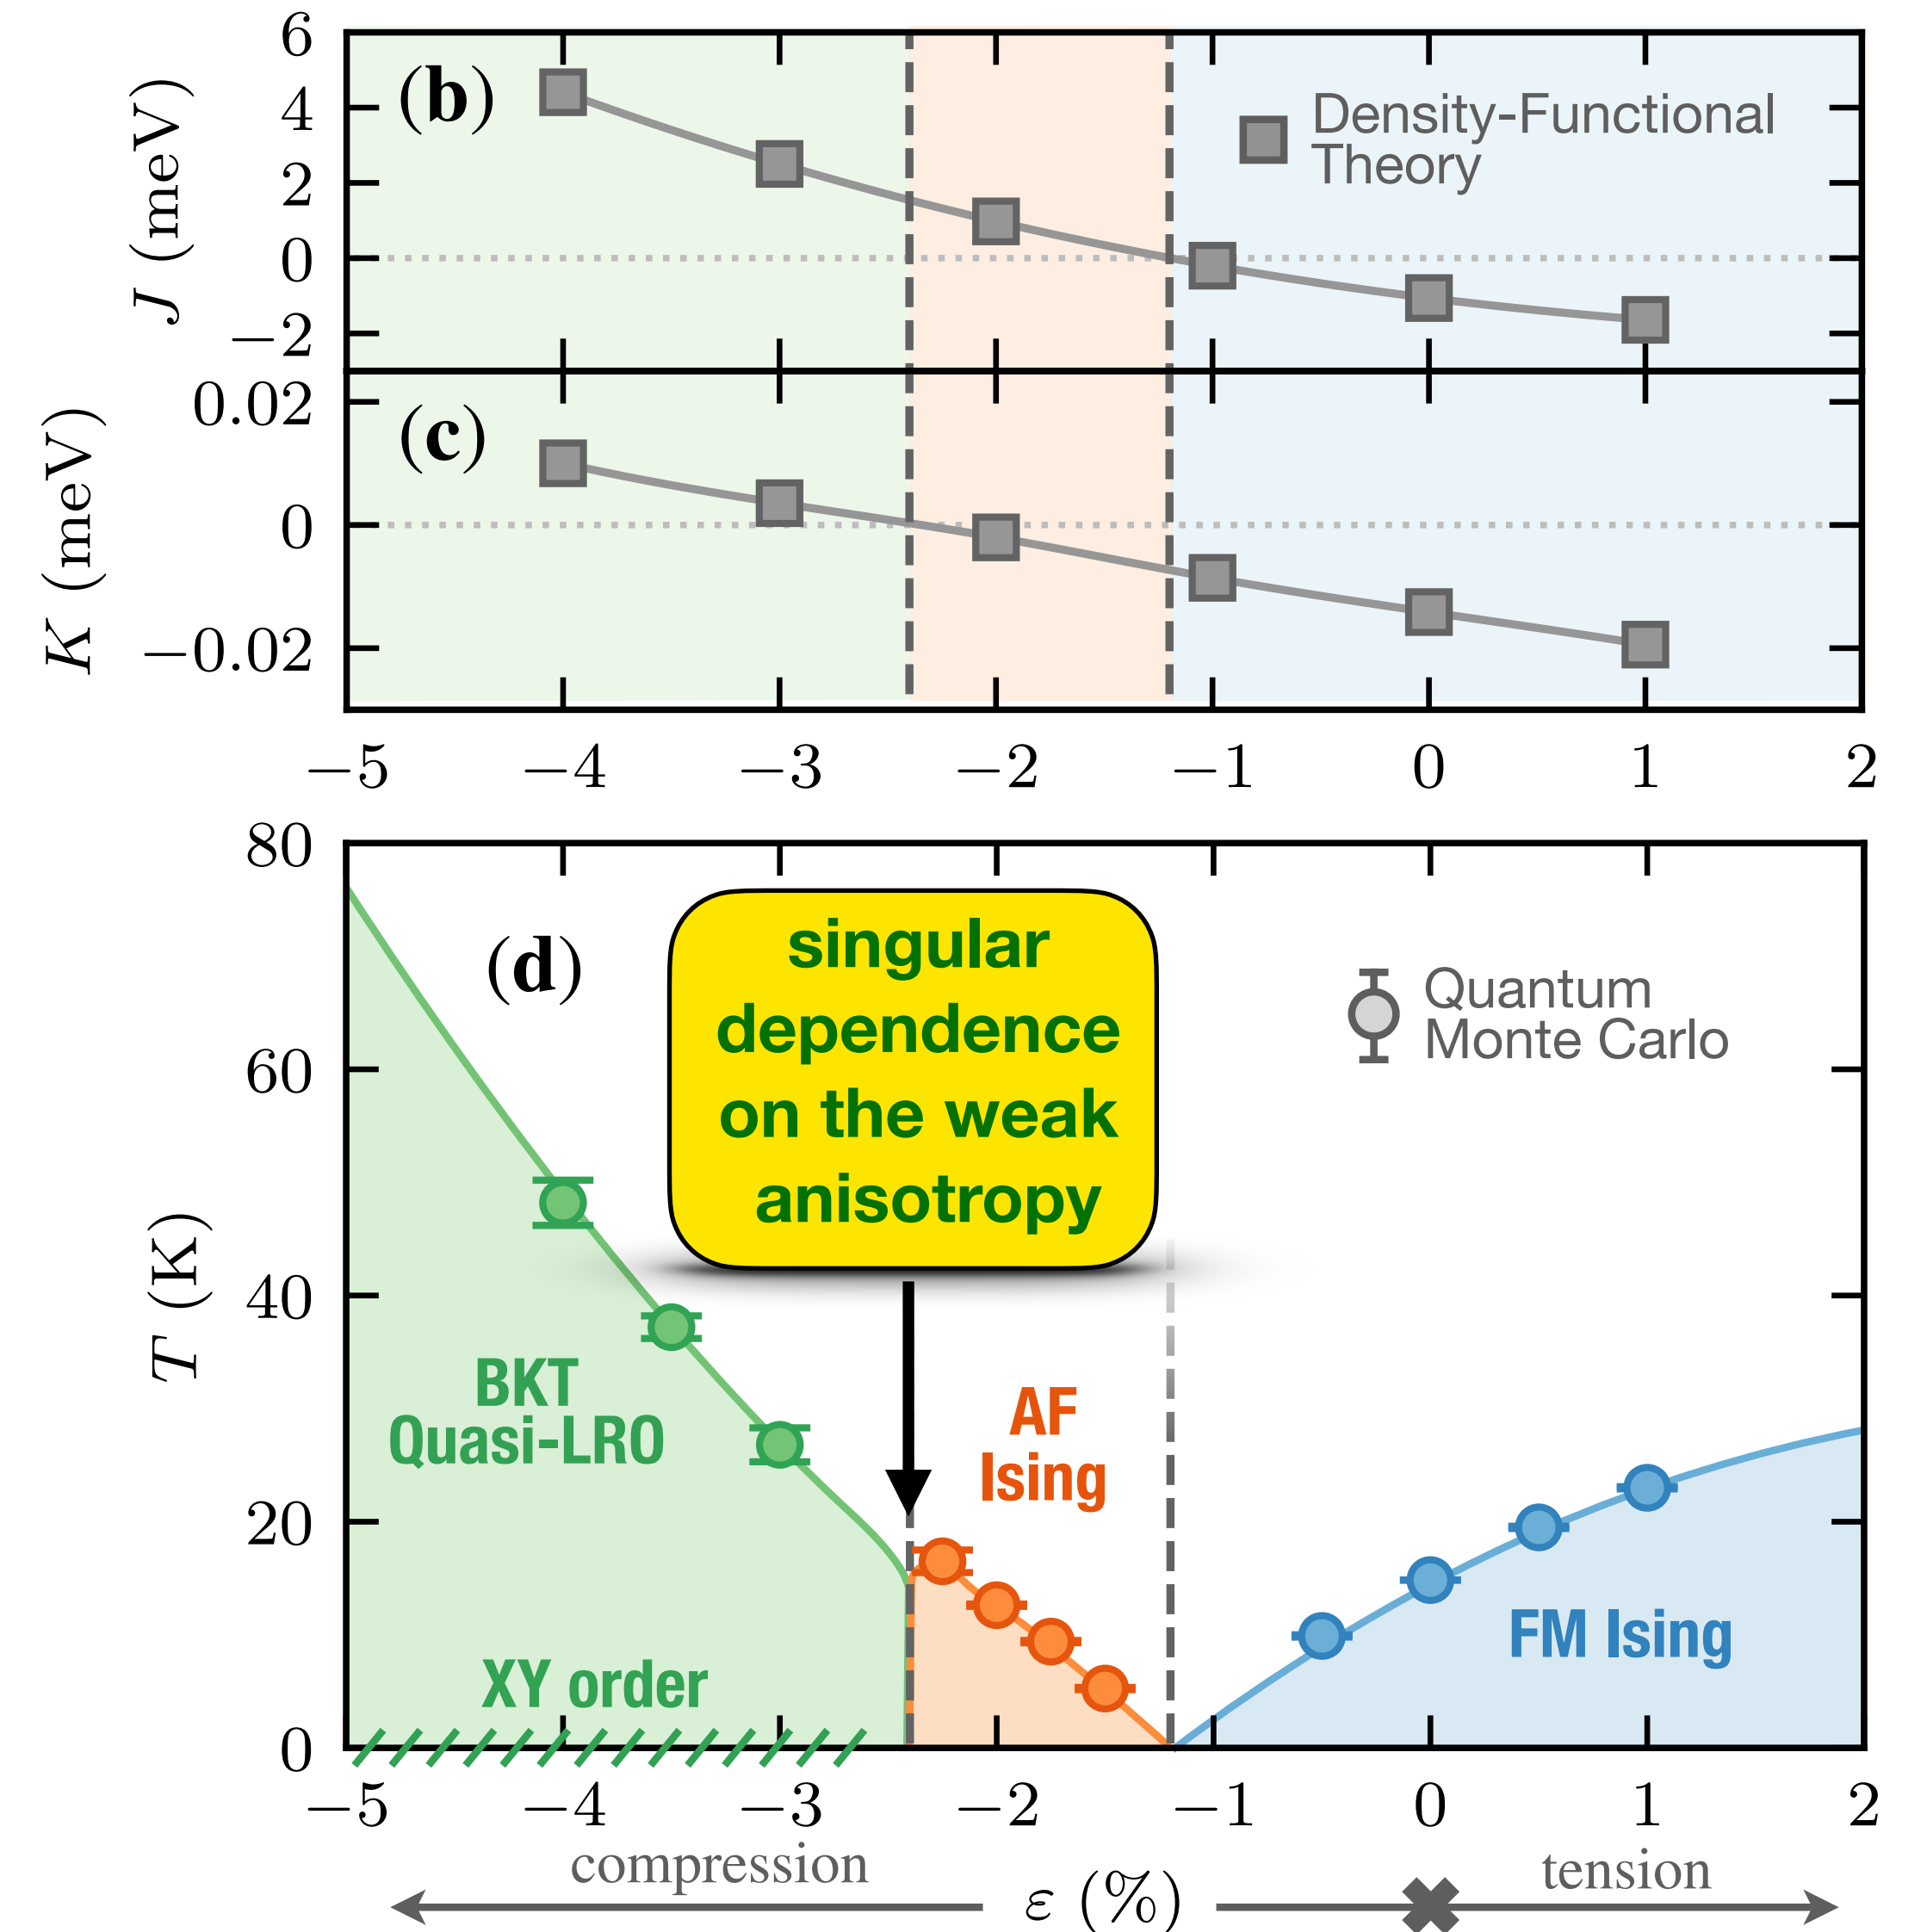 6
4
2
0
−2
J (meV)
(b)
Density-Functional
Theory
0.02
0
−0.02
K (meV)
(c)
−5 −4 −3 −2 −1 0 1 2
80
60
40
20
0
T (K)
(d)
singular
dependence
on the weak
anisotropy
Quantum
Monte Carlo
BKT
Quasi-LRO
AF
Ising
FM Ising
XY order
−5 −4 −3 −2 −1 0 1 2
compression
ε (%)
tension